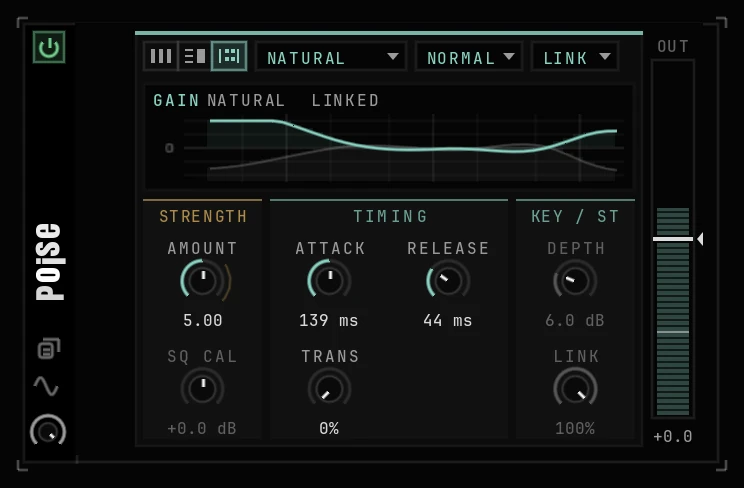 OUT
NATURAL NORMAL LINK
GAIN NATURAL LINKED
0
STRENGTH TIMING KEY / ST
AMOUNT ATTACK RELEASE DEPTH
5.00 139 ms 44 ms 6.0 dB
SQ CAL TRANS LINK
+0.0 dB 0% 100%
+0.0
Poise